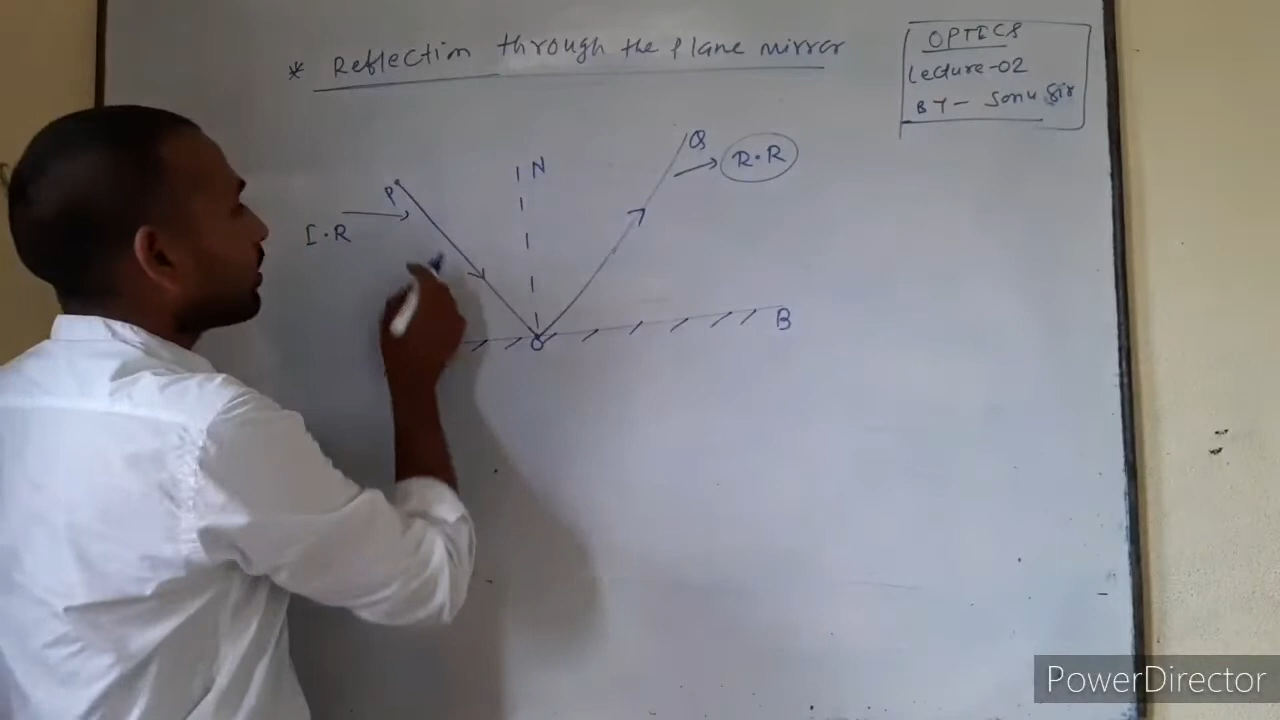 * Reflection through the plane mirror
OPTICS
Lecture-02
BY - Sonu Sir
P
N
Q
R.R
I.R
O
B
PowerDirector